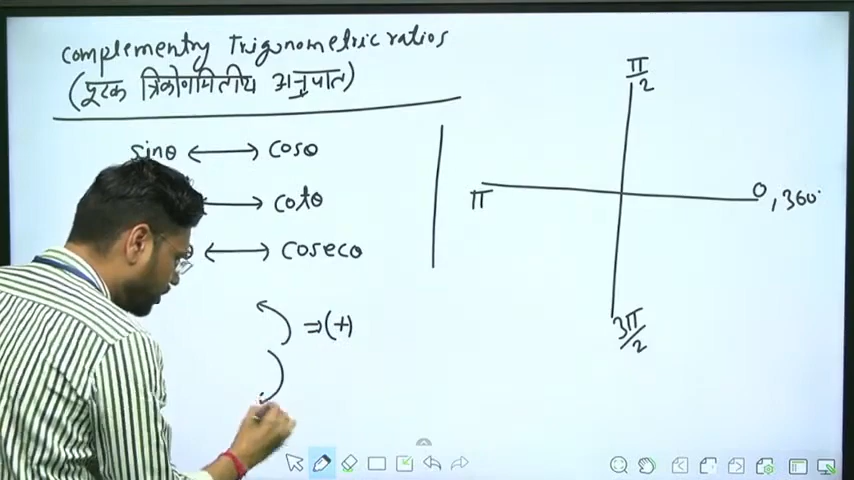 complementry Trigonometric ratios
(पूरक त्रिकोणमितीय अनुपात)
sinθ ⟷ cosθ
⟷ cotθ
⟷ cosecθ
⇒(+)
π/2
π
0, 360°
3π/2